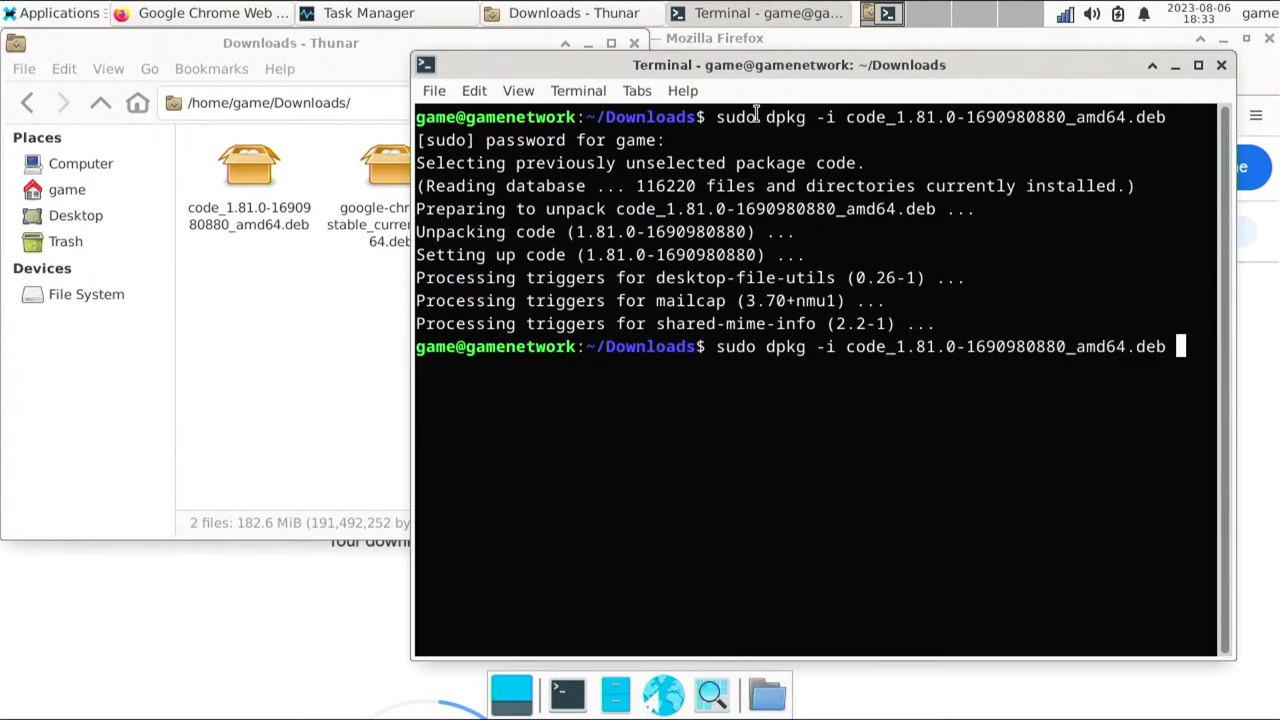 Applications
Google Chrome Web ...
Task Manager
Downloads - Thunar
Terminal - game@ga...
2023-08-06
18:33
game
Downloads - Thunar
Mozilla Firefox
File Edit View Go Bookmarks Help
/home/game/Downloads/
Places
Computer
game
Desktop
Trash
Devices
File System
code_1.81.0-16909
80880_amd64.deb
google-chr
stable_curre
64.deb
2 files: 182.6 MiB (191,492,252 by
Terminal - game@gamenetwork: ~/Downloads
File Edit View Terminal Tabs Help
game@gamenetwork:~/Downloads$ sudo dpkg -i code_1.81.0-1690980880_amd64.deb
[sudo] password for game:
Selecting previously unselected package code.
(Reading database ... 116220 files and directories currently installed.)
Preparing to unpack code_1.81.0-1690980880_amd64.deb ...
Unpacking code (1.81.0-1690980880) ...
Setting up code (1.81.0-1690980880) ...
Processing triggers for desktop-file-utils (0.26-1) ...
Processing triggers for mailcap (3.70+nmu1) ...
Processing triggers for shared-mime-info (2.2-1) ...
game@gamenetwork:~/Downloads$ sudo dpkg -i code_1.81.0-1690980880_amd64.deb